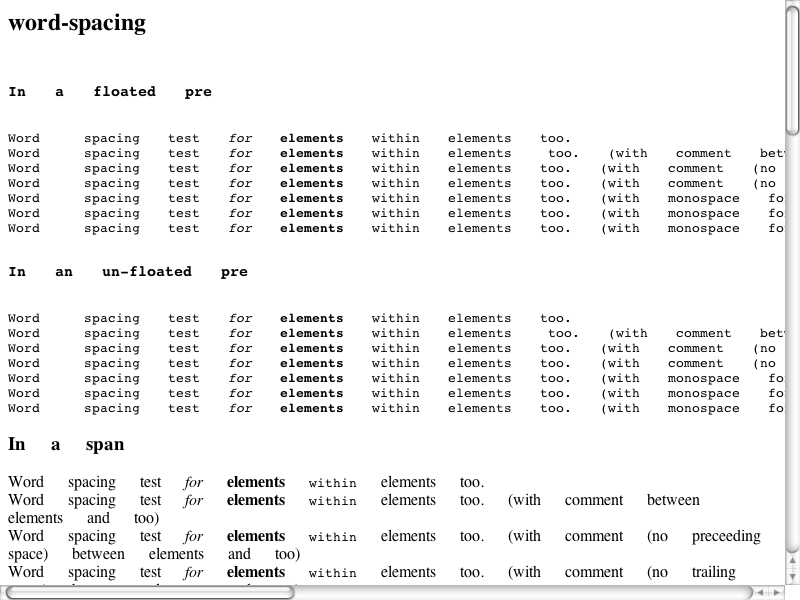 word-spacing
In a floated pre
Word spacing test for elements within elements too.
Word spacing test for elements within elements too. (with comment
Word spacing test for elements within elements too. (with comment (no
Word spacing test for elements within elements too. (with comment (no
Word spacing test for elements within elements too. (with monospace
Word spacing test for elements within elements too. (with monospace
Word spacing test for elements within elements too. (with monospace
In an un-floated pre
Word spacing test for elements within elements too.
Word spacing test for elements within elements too. (with comment
Word spacing test for elements within elements too. (with comment (no
Word spacing test for elements within elements too. (with comment (no
Word spacing test for elements within elements too. (with monospace
Word spacing test for elements within elements too. (with monospace
Word spacing test for elements within elements too. (with monospace
In a span
Word spacing test for elements within elements too.
Word spacing test for elements within elements too. (with comment between
elements and too)
Word spacing test for elements within elements too. (with comment (no preceeding
space) between elements and too)
Word spacing test for elements within elements too. (with comment (no trailing